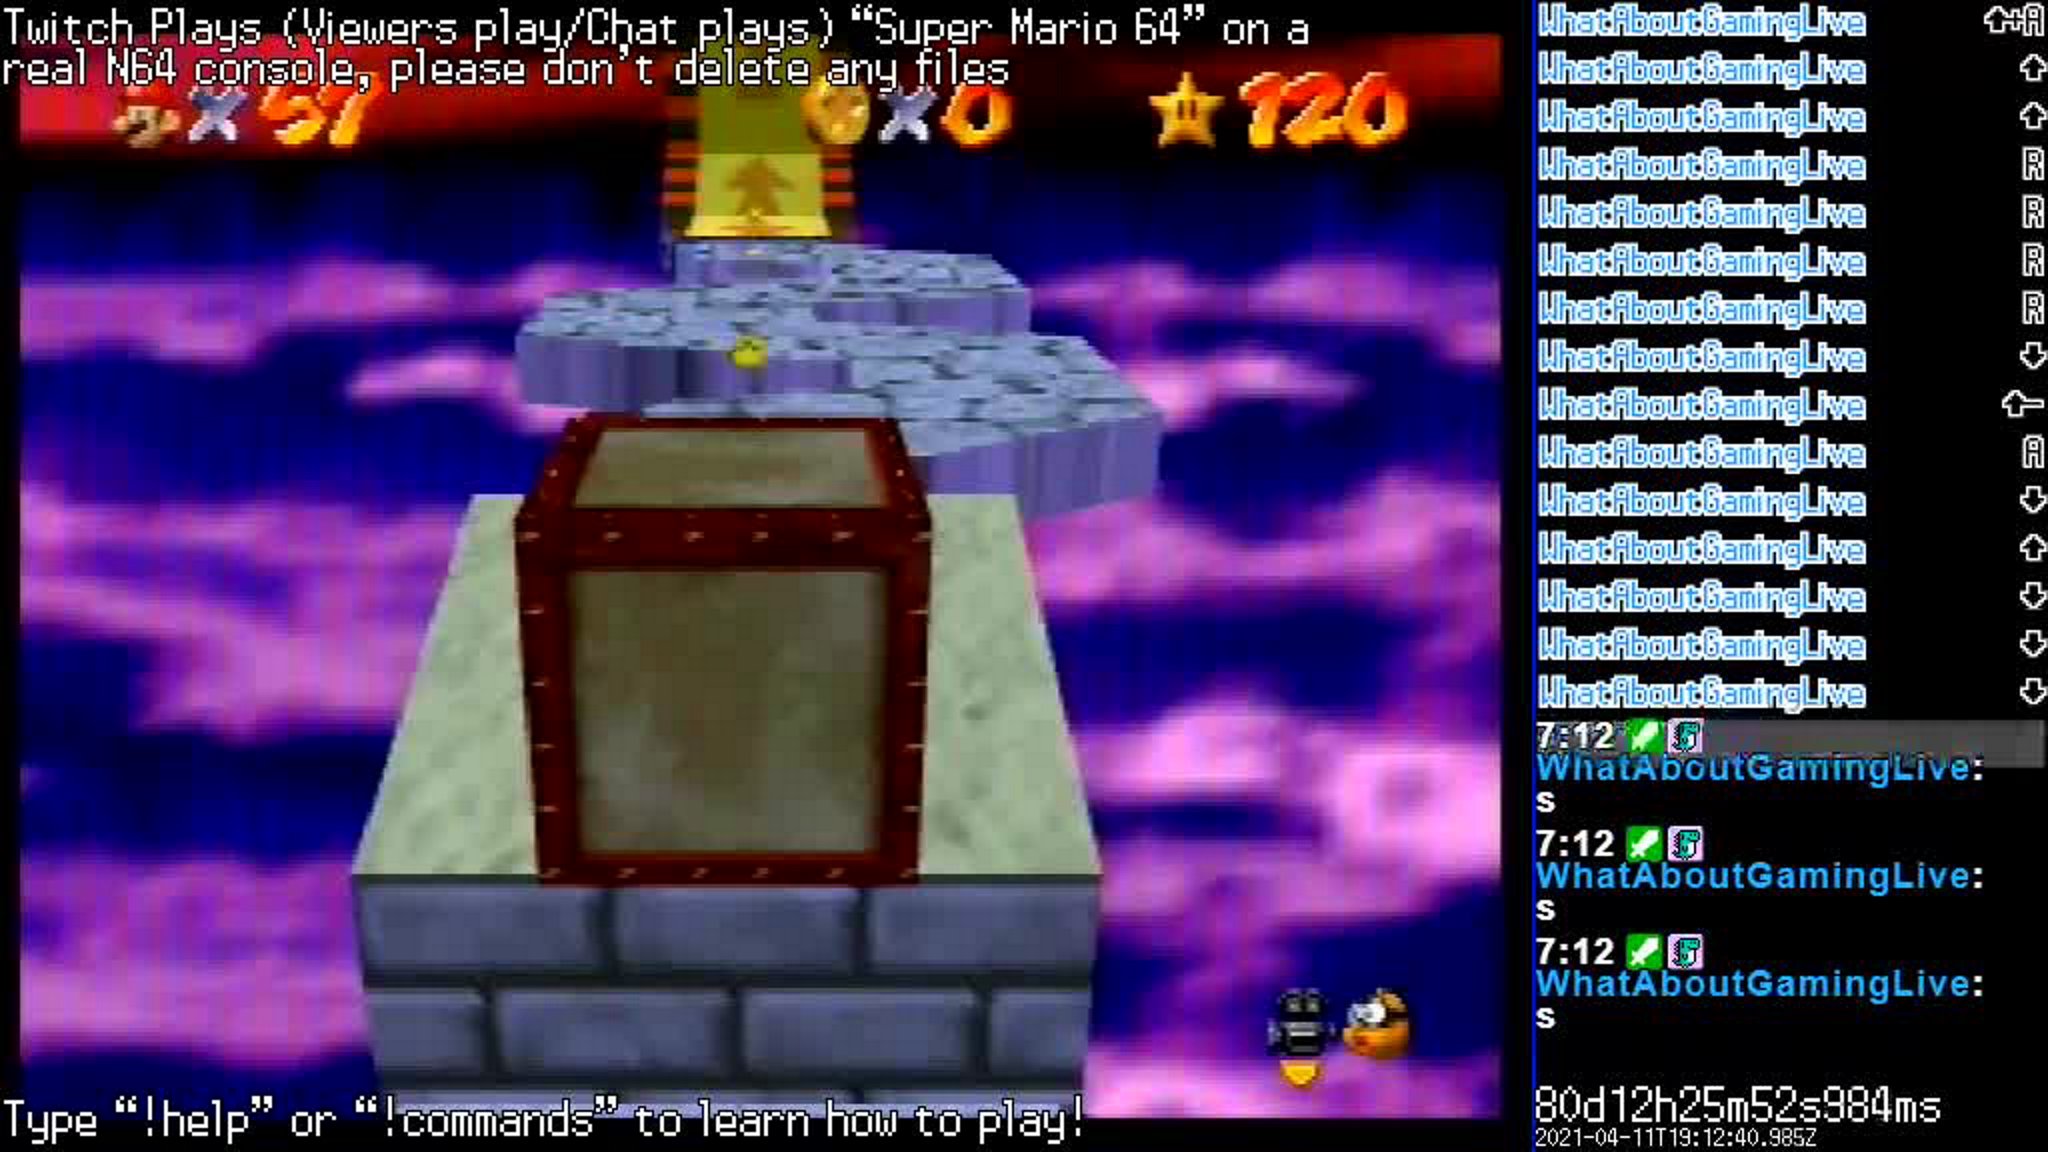 Twitch Plays (Viewers play/Chat plays) “Super Mario 64” on a
real N64 console, please don't delete any files
x 57 x 0 120
WhatAboutGamingLive +A
WhatAboutGamingLive
WhatAboutGamingLive
WhatAboutGamingLive R
WhatAboutGamingLive R
WhatAboutGamingLive R
WhatAboutGamingLive R
WhatAboutGamingLive
WhatAboutGamingLive
WhatAboutGamingLive A
WhatAboutGamingLive
WhatAboutGamingLive
WhatAboutGamingLive
WhatAboutGamingLive
WhatAboutGamingLive
7:12
WhatAboutGamingLive:
s
7:12
WhatAboutGamingLive:
s
7:12
WhatAboutGamingLive:
s
80d12h25m52s984ms
2021-04-11T19:12:40.985Z
Type “!help” or “!commands” to learn how to play!